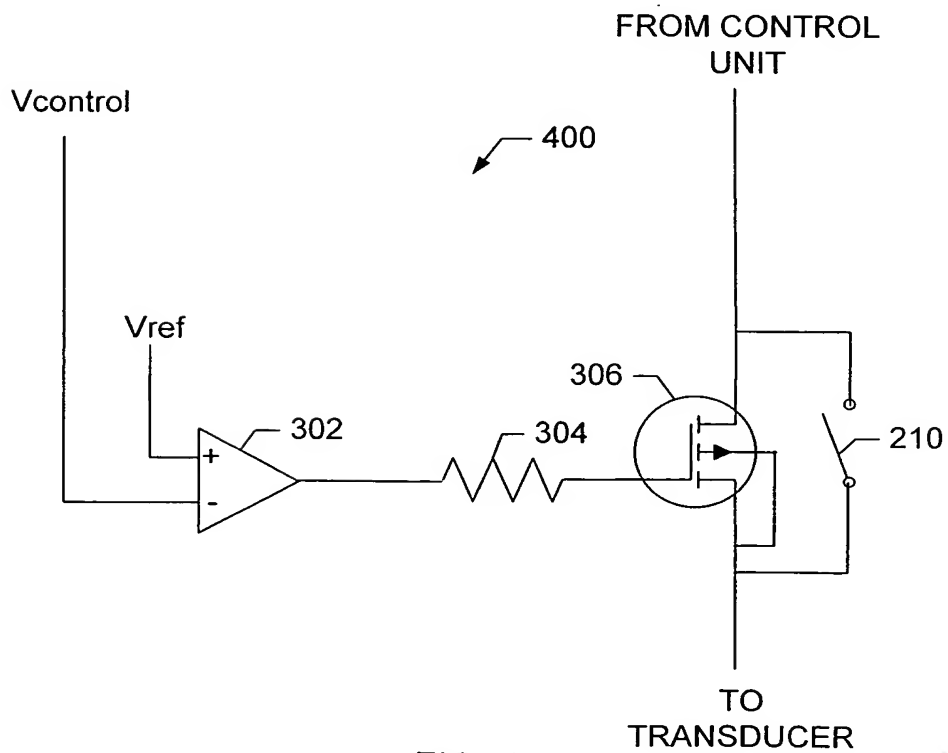 FROM CONTROL
UNIT
Vcontrol
400
Vref
306
302
304
210
+
-
TO
TRANSDUCER